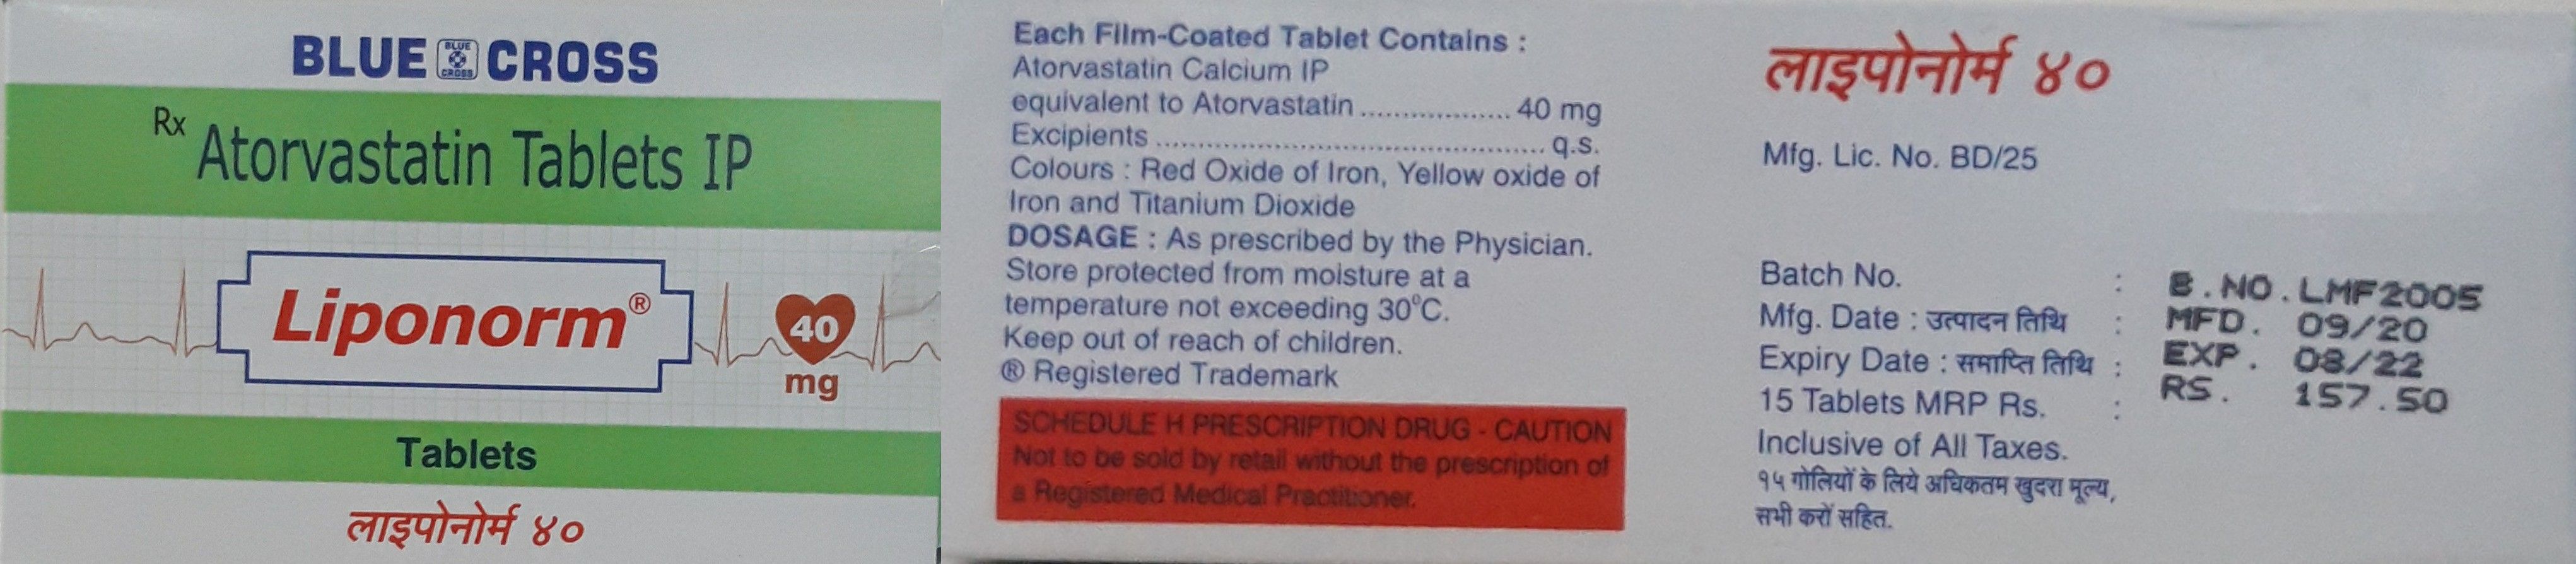 BLUE BLUE CROSS CROSS
Rx Atorvastatin Tablets IP
Liponorm®
40
mg
Tablets
लाइपोनोर्म ४०
Each Film-Coated Tablet Contains :
Atorvastatin Calcium IP
equivalent to Atorvastatin .................. 40 mg
Excipients ................................................ q.s.
Colours : Red Oxide of Iron, Yellow oxide of
Iron and Titanium Dioxide
DOSAGE : As prescribed by the Physician.
Store protected from moisture at a
temperature not exceeding 30°C.
Keep out of reach of children.
® Registered Trademark
SCHEDULE H PRESCRIPTION DRUG - CAUTION
Not to be sold by retail without the prescription of
a Registered Medical Practitioner.
लाइपोनोर्म ४०
Mfg. Lic. No. BD/25
Batch No. : B.NO.LMF2005
Mfg. Date : उत्पादन तिथि : MFD. 09/20
Expiry Date : समाप्ति तिथि : EXP. 08/22
15 Tablets MRP Rs. : RS. 157.50
Inclusive of All Taxes.
१५ गोलियों के लिये अधिकतम खुदरा मूल्य,
सभी करों सहित.